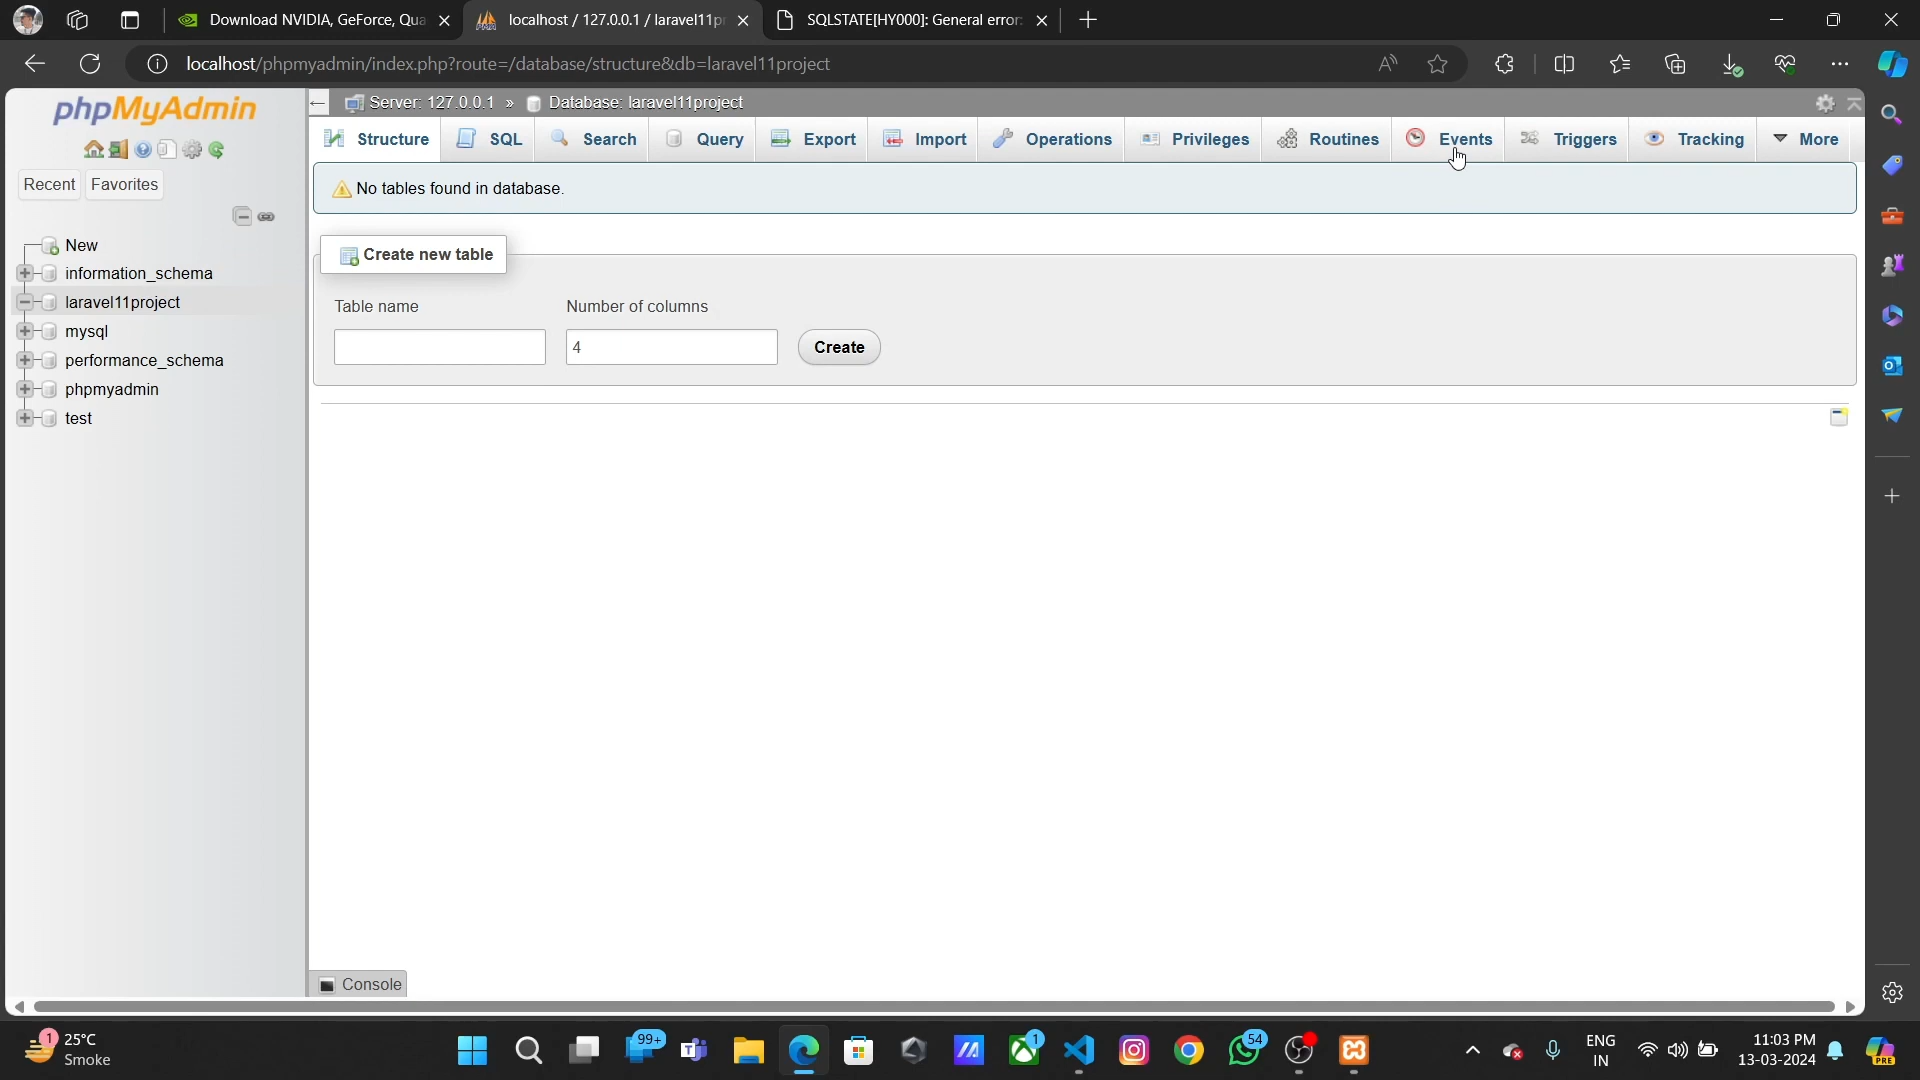 Download NVIDIA, GeForce, Qua
localhost / 127.0.0.1 / laravel11pr
SQLSTATE[HY000]: General error:
localhost/phpmyadmin/index.php?route=/database/structure&db=laravel11project
phpMyAdmin
Recent
Favorites
New
information_schema
laravel11project
mysql
performance_schema
phpmyadmin
test
Server: 127.0.0.1 » Database: laravel11project
Structure
SQL
Search
Query
Export
Import
Operations
Privileges
Routines
Events
Triggers
Tracking
More
No tables found in database.
Create new table
Table name
Number of columns
4
Create
Console
1
25°C
Smoke
99+
1
54
ENG
IN
11:03 PM
13-03-2024
PRE